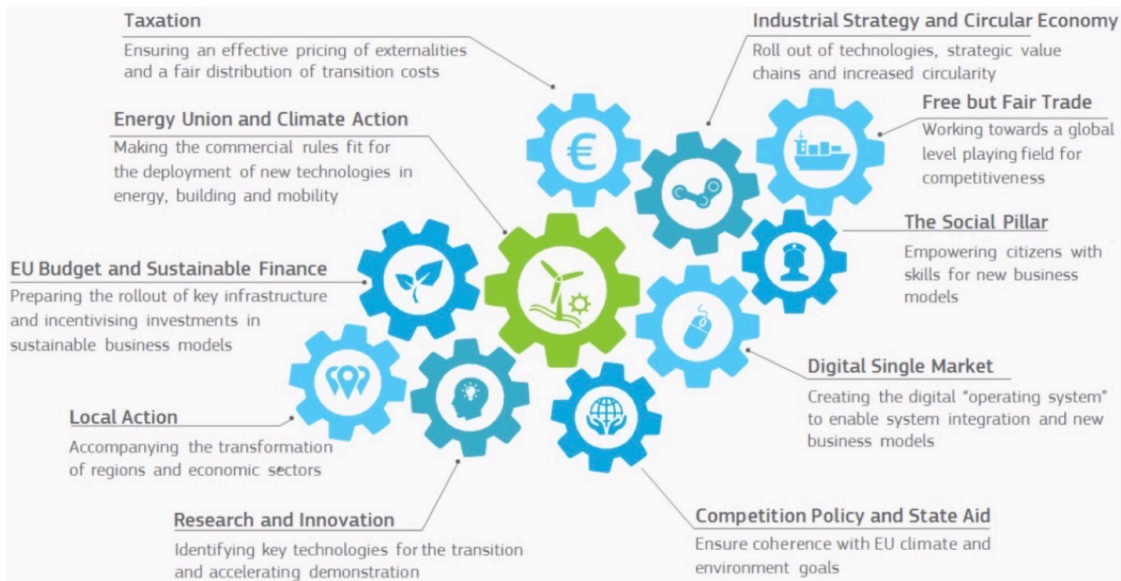 Taxation
Ensuring an effective pricing of externalities
and a fair distribution of transition costs
Industrial Strategy and Circular Economy
Roll out of technologies, strategic value
chains and increased circularity
Energy Union and Climate Action
Making the commercial rules fit for
the deployment of new technologies in
energy, building and mobility
€
Free but Fair Trade
Working towards a global
level playing field for
competitiveness
The Social Pillar
Empowering citizens with
skills for new business
models
EU Budget and Sustainable Finance
Preparing the rollout of key infrastructure
and incentivising investments in
sustainable business models
Digital Single Market
Creating the digital "operating system"
to enable system integration and new
business models
Local Action
Accompanying the transformation
of regions and economic sectors
Research and Innovation
Identifying key technologies for the transition
and accelerating demonstration
Competition Policy and State Aid
Ensure coherence with EU climate and
environment goals